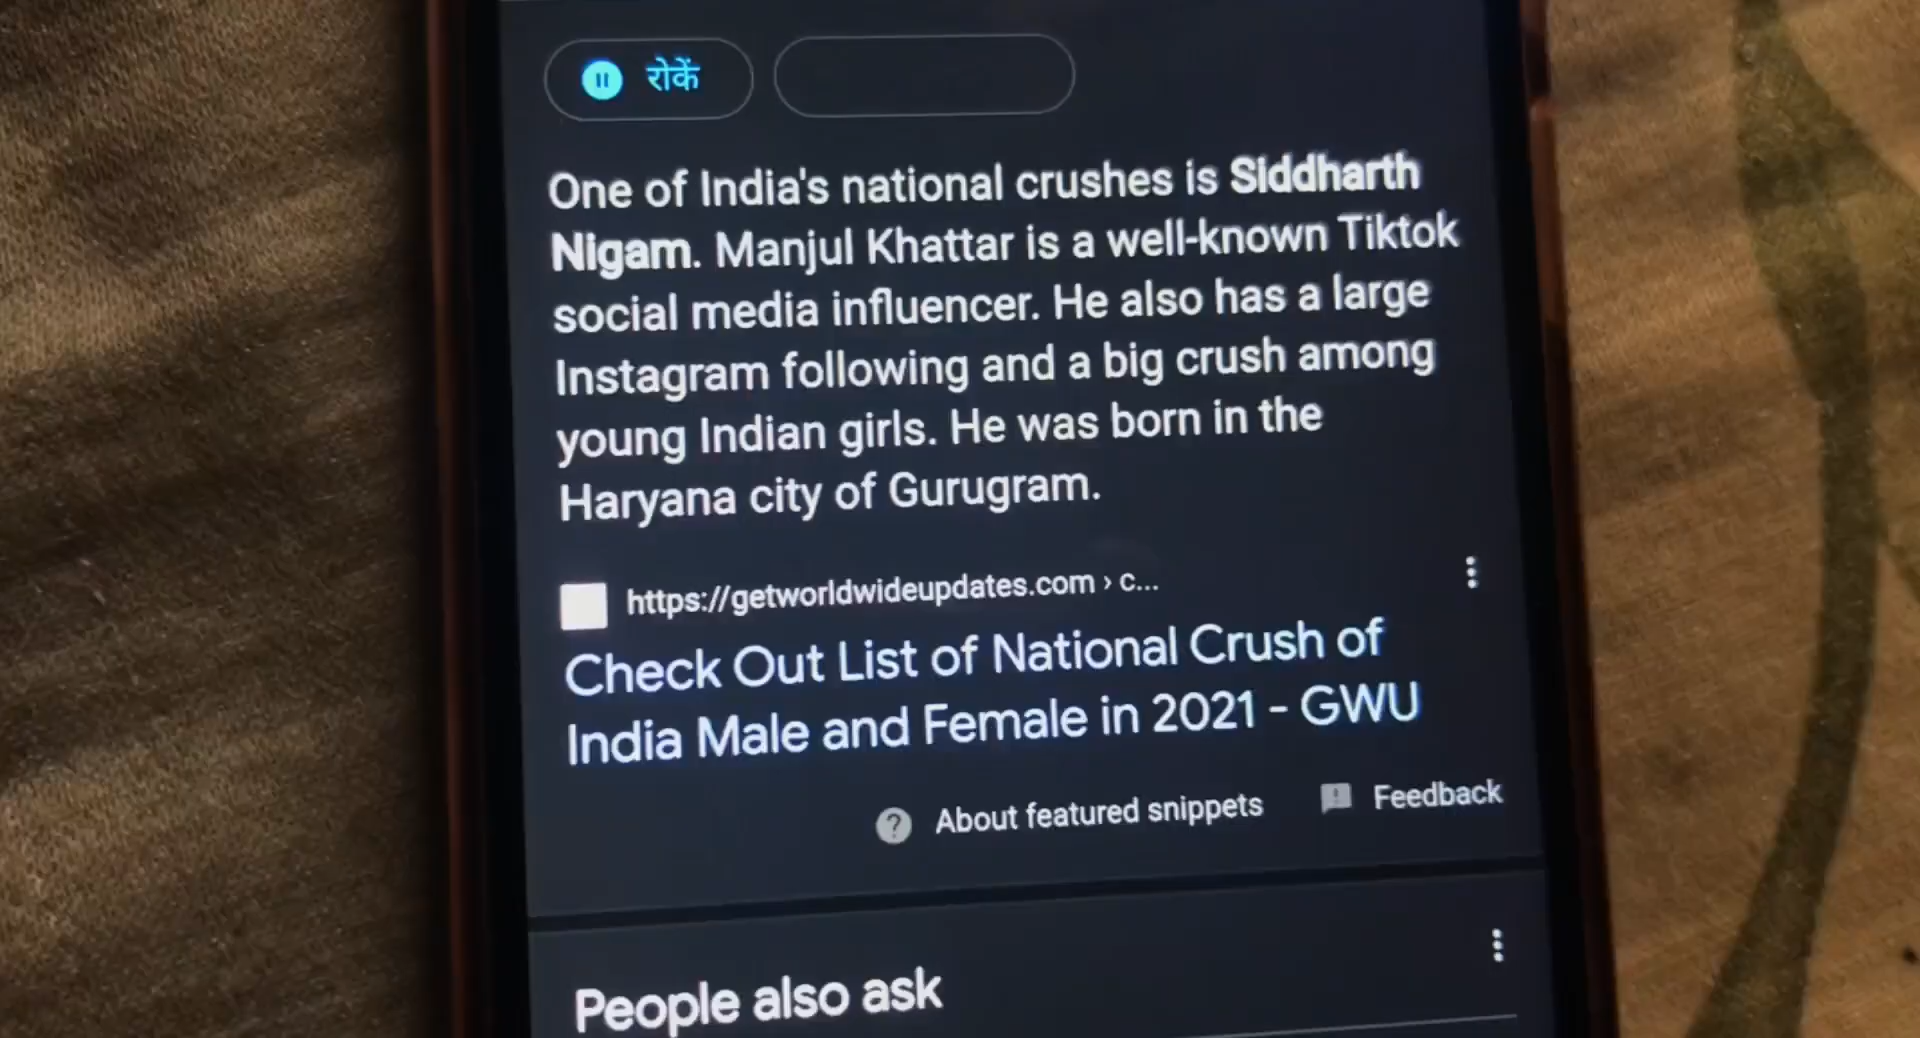 रोकें
One of India's national crushes is Siddharth
Nigam. Manjul Khattar is a well-known Tiktok
social media influencer. He also has a large
Instagram following and a big crush among
young Indian girls. He was born in the
Haryana city of Gurugram.
https://getworldwideupdates.com › c...
Check Out List of National Crush of
India Male and Female in 2021 - GWU
About featured snippets Feedback
People also ask